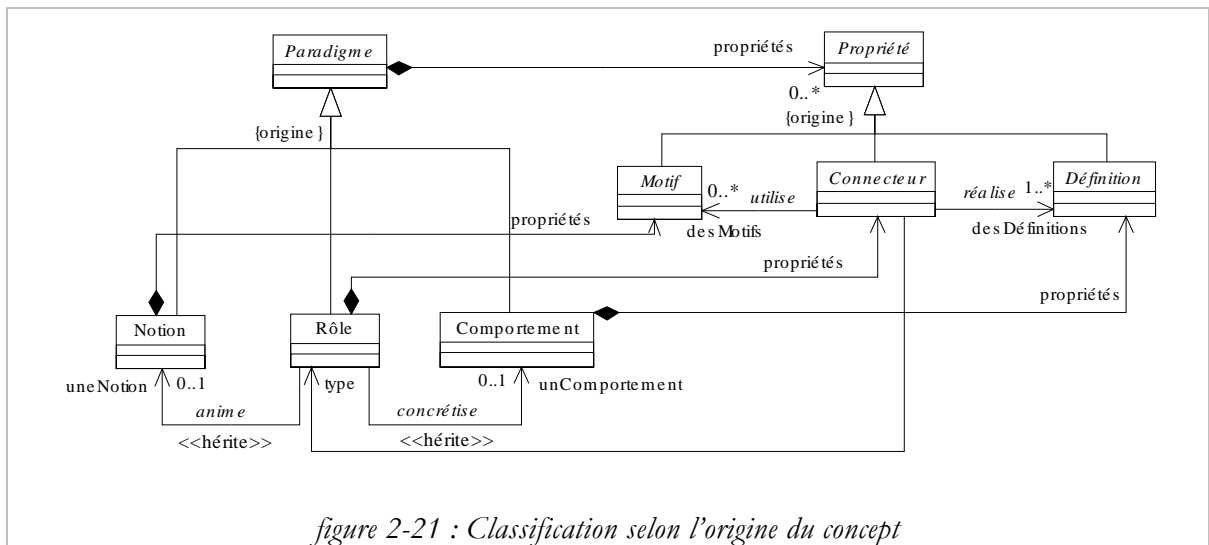 Paradigme
propriétés
Propriété
0..*
{origine}
{origine}
Motif
0..*
utilise
Connecteur
réalise
1..*
Définition
desMotifs
desDéfinitions
propriétés
propriétés
propriétés
Notion
Rôle
Comportement
uneNotion
0..1
type
0..1
unComportement
anime
concrétise
<<hérite>>
<<hérite>>
figure 2-21 : Classification selon l'origine du concept